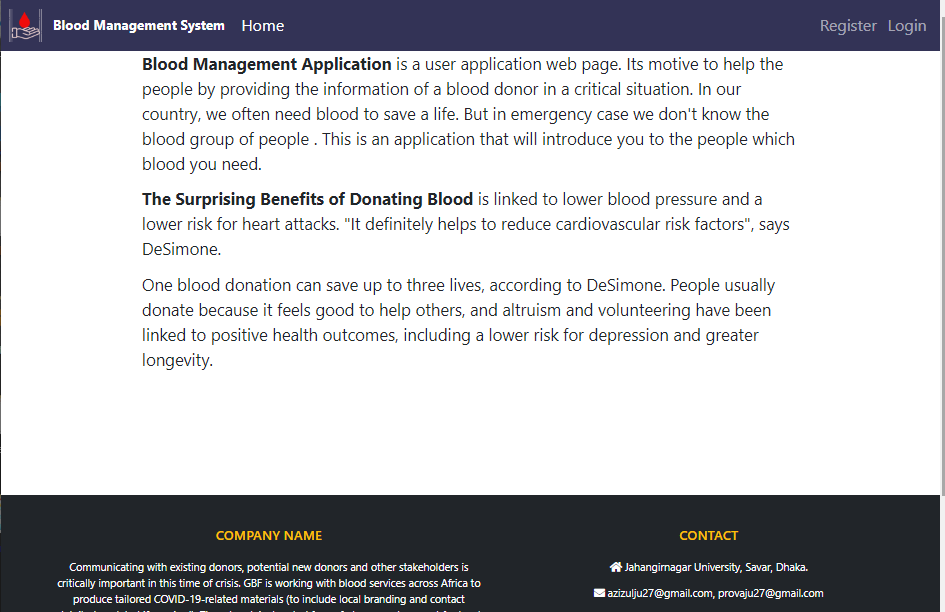 Blood Management System Home Register Login
Blood Management Application is a user application web page. Its motive to help the
people by providing the information of a blood donor in a critical situation. In our
country, we often need blood to save a life. But in emergency case we don't know the
blood group of people . This is an application that will introduce you to the people which
blood you need.
The Surprising Benefits of Donating Blood is linked to lower blood pressure and a
lower risk for heart attacks. "It definitely helps to reduce cardiovascular risk factors", says
DeSimone.
One blood donation can save up to three lives, according to DeSimone. People usually
donate because it feels good to help others, and altruism and volunteering have been
linked to positive health outcomes, including a lower risk for depression and greater
longevity.
COMPANY NAME
Communicating with existing donors, potential new donors and other stakeholders is
critically important in this time of crisis. GBF is working with blood services across Africa to
produce tailored COVID-19-related materials (to include local branding and contact
CONTACT
Jahangirnagar University, Savar, Dhaka.
azizulju27@gmail.com, provaju27@gmail.com